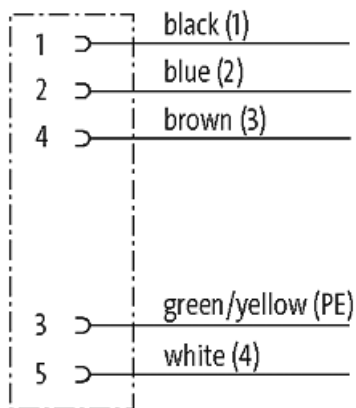 1 black (1)
2 blue (2)
4 brown (3)
3 green/yellow (PE)
5 white (4)